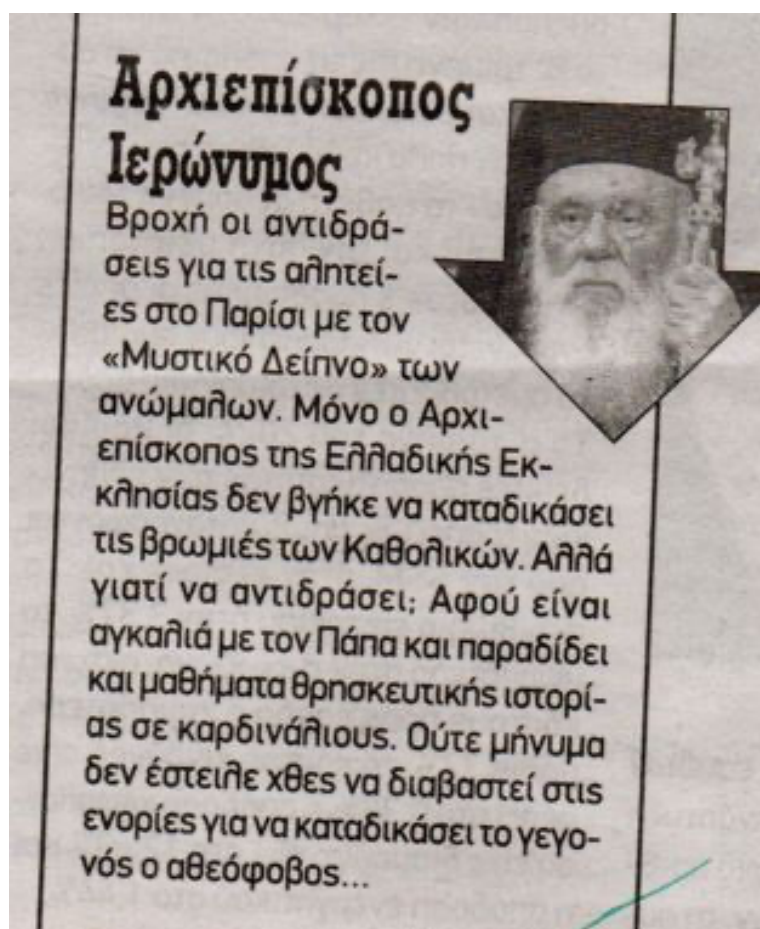 Αρχιεπίσκοπος
Ιερώνυμος
Βροχή οι αντιδρά-
σεις για τις αλητεί-
ες στο Παρίσι με τον
«Μυστικό Δείπνο» των
ανώμαλων. Μόνο ο Αρχι-
επίσκοπος της Ελλαδικής Εκ-
κλησίας δεν βγήκε να καταδικάσει
τις βρωμιές των Καθολικών. Αλλά
γιατί να αντιδράσει; Αφού είναι
αγκαλιά με τον Πάπα και παραδίδει
και μαθήματα θρησκευτικής ιστορί-
ας σε καρδινάλιους. Ούτε μήνυμα
δεν έστειλε χθες να διαβαστεί στις
ενορίες για να καταδικάσει το γεγο-
νός ο αθεόφοβος...